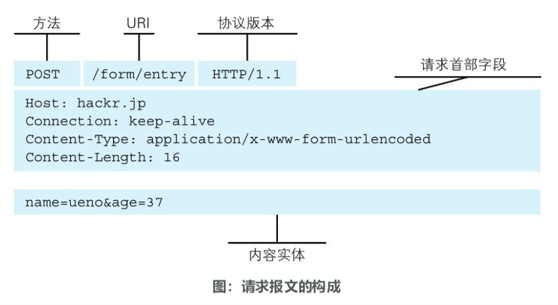 方法 URI 协议版本
请求首部字段
POST /form/entry HTTP/1.1
Host: hackr.jp
Connection: keep-alive
Content-Type: application/x-www-form-urlencoded
Content-Length: 16
name=ueno&age=37
内容实体
图：请求报文的构成